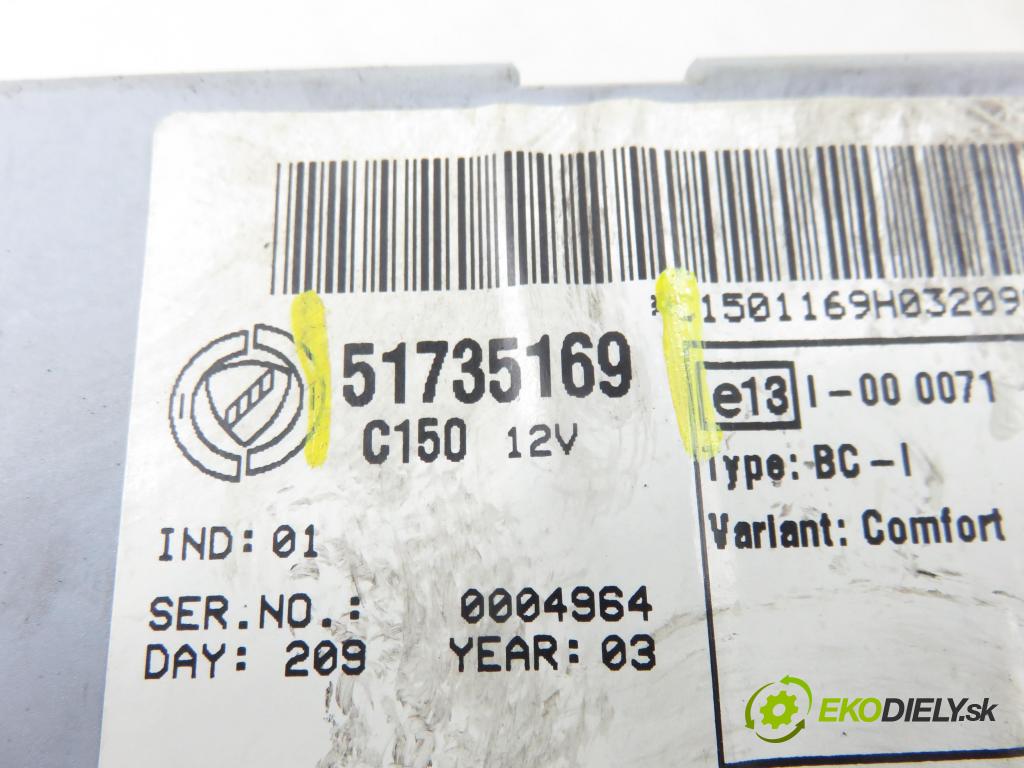 1501169H03209
51735169
C150 12V
e13 I-00 0071
Type: BC-I
Variant: Comfort
IND: 01
SER.NO.: 0004964
DAY: 209 YEAR: 03
EKODIELY.sk